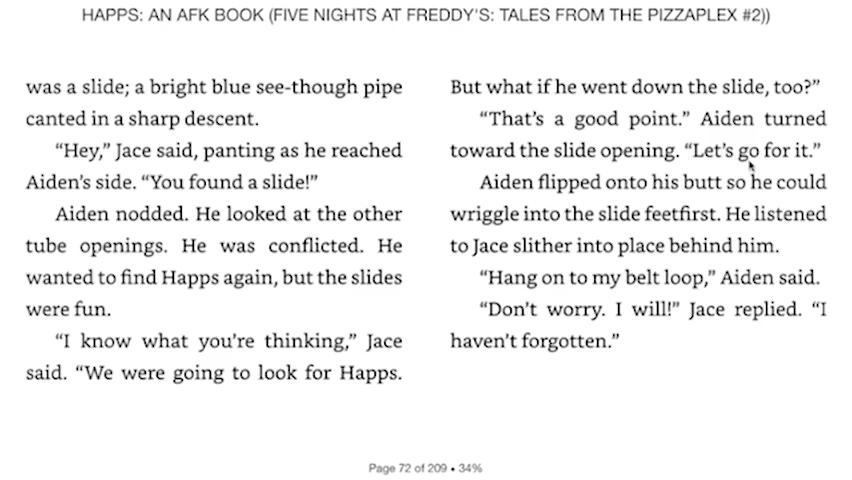 HAPPS: AN AFK BOOK (FIVE NIGHTS AT FREDDY'S: TALES FROM THE PIZZAPLEX #2))
was a slide; a bright blue see-though pipe
canted in a sharp descent.
“Hey,” Jace said, panting as he reached
Aiden’s side. “You found a slide!”
Aiden nodded. He looked at the other
tube openings. He was conflicted. He
wanted to find Happs again, but the slides
were fun.
“I know what you’re thinking,” Jace
said. “We were going to look for Happs.
But what if he went down the slide, too?”
“That’s a good point.” Aiden turned
toward the slide opening. “Let’s go for it.”
Aiden flipped onto his butt so he could
wriggle into the slide feetfirst. He listened
to Jace slither into place behind him.
“Hang on to my belt loop,” Aiden said.
“Don’t worry. I will!” Jace replied. “I
haven’t forgotten.”
Page 72 of 209 • 34%